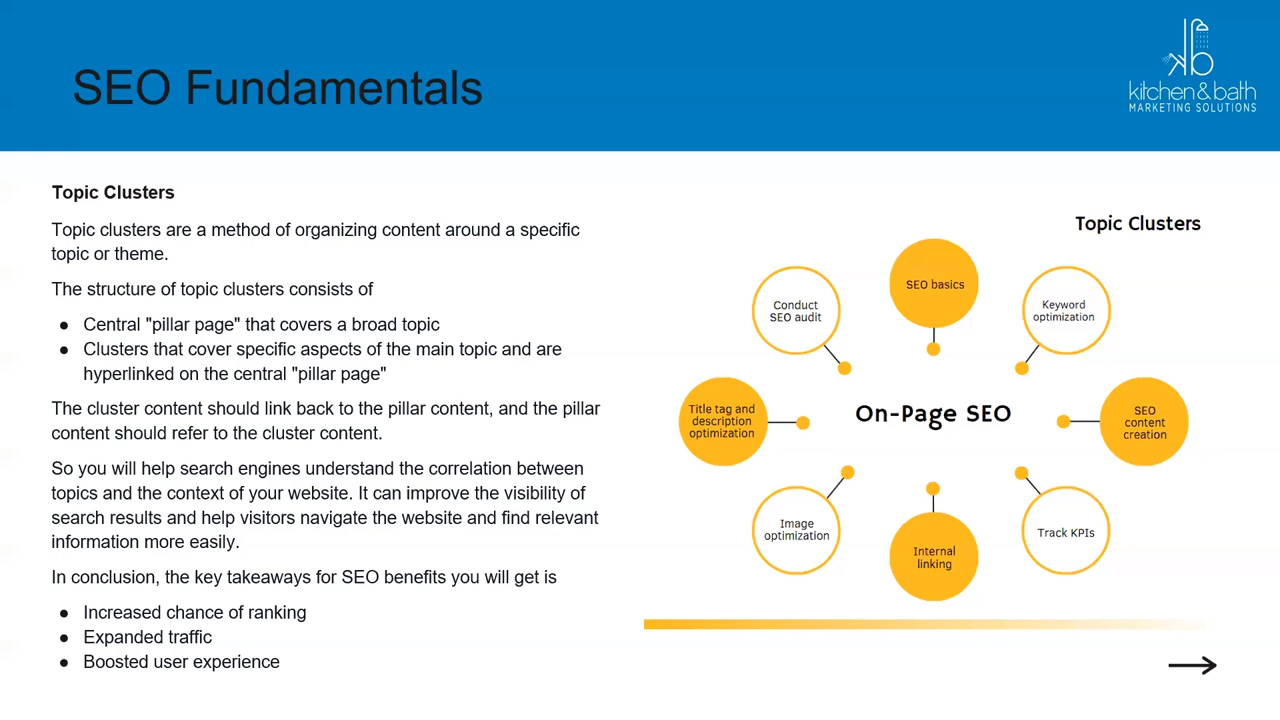 SEO Fundamentals
kitchen & bath
MARKETING SOLUTIONS
Topic Clusters
Topic clusters are a method of organizing content around a specific
topic or theme.
The structure of topic clusters consists of
● Central "pillar page" that covers a broad topic
● Clusters that cover specific aspects of the main topic and are
hyperlinked on the central "pillar page"
The cluster content should link back to the pillar content, and the pillar
content should refer to the cluster content.
So you will help search engines understand the correlation between
topics and the context of your website. It can improve the visibility of
search results and help visitors navigate the website and find relevant
information more easily.
In conclusion, the key takeaways for SEO benefits you will get is
● Increased chance of ranking
● Expanded traffic
● Boosted user experience
Topic Clusters
SEO basics
Conduct
SEO audit
Keyword
optimization
Title tag and
description
optimization
On-Page SEO
SEO
content
creation
Image
optimization
Internal
linking
Track KPIs